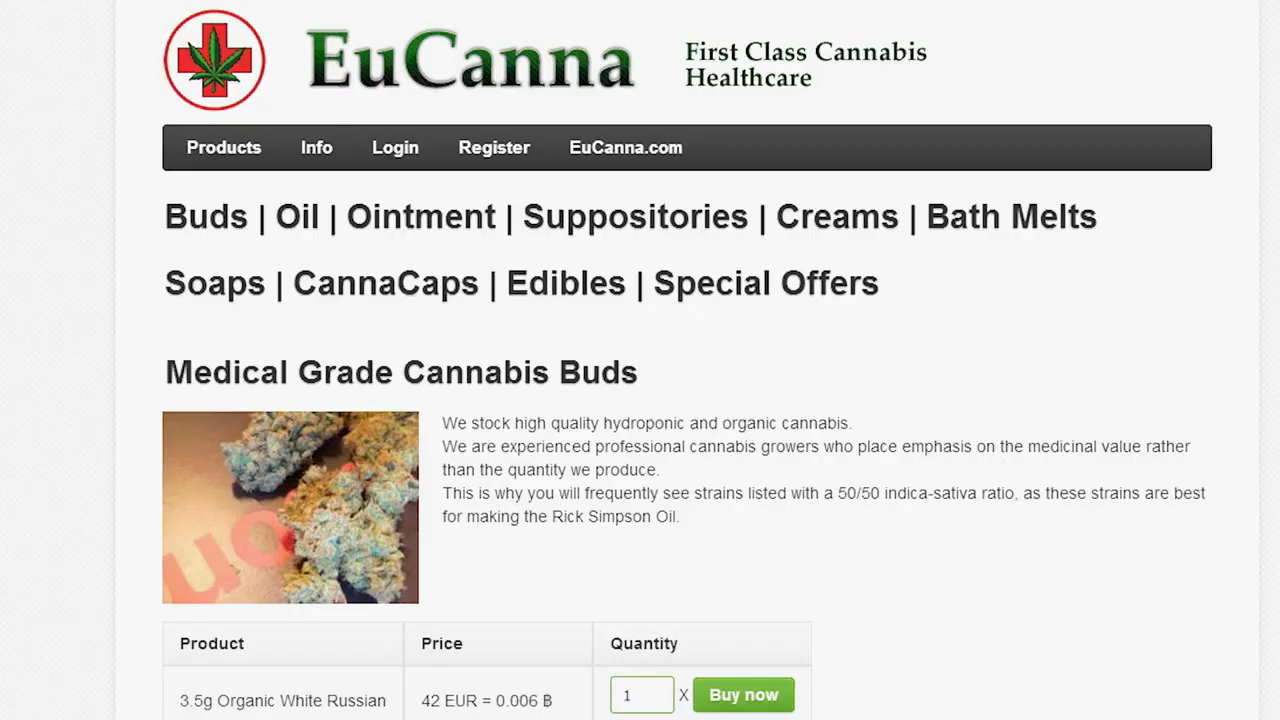 EuCanna
First Class Cannabis
Healthcare
Products Info Login Register EuCanna.com
Buds | Oil | Ointment | Suppositories | Creams | Bath Melts
Soaps | CannaCaps | Edibles | Special Offers
Medical Grade Cannabis Buds
We stock high quality hydroponic and organic cannabis.
We are experienced professional cannabis growers who place emphasis on the medicinal value rather
than the quantity we produce.
This is why you will frequently see strains listed with a 50/50 indica-sativa ratio, as these strains are best
for making the Rick Simpson Oil.
Product Price Quantity
3.5g Organic White Russian 42 EUR = 0.006 ฿ 1 X Buy now